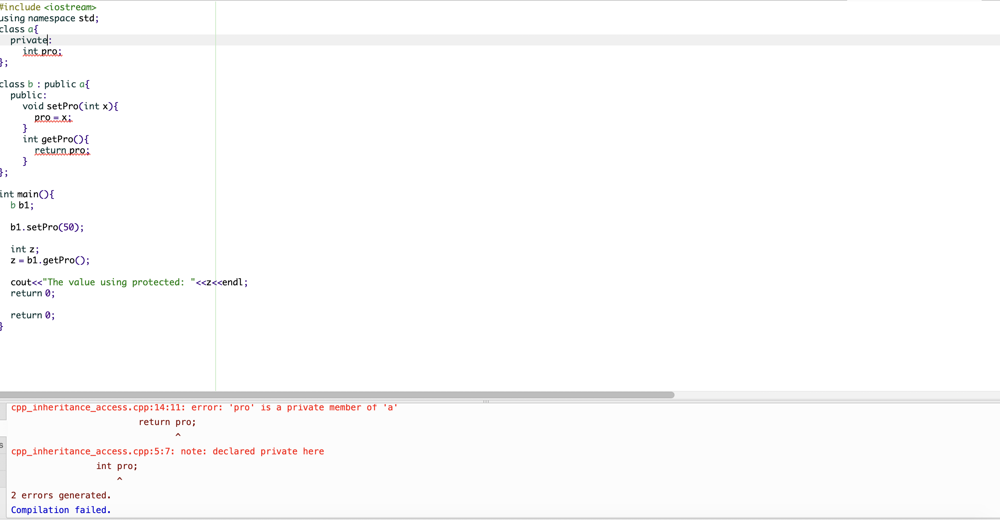 #include <iostream>
using namespace std;
class a{
private:
int pro;
};
class b : public a{
public:
void setPro(int x){
pro = x;
}
int getPro(){
return pro;
}
};
int main(){
b b1;
b1.setPro(50);
int z;
z = b1.getPro();
cout<<"The value using protected: "<<z<<endl;
return 0;
return 0;
}
cpp_inheritance_access.cpp:14:11: error: 'pro' is a private member of 'a'
return pro;
^
s
cpp_inheritance_access.cpp:5:7: note: declared private here
int pro;
^
2 errors generated.
Compilation failed.